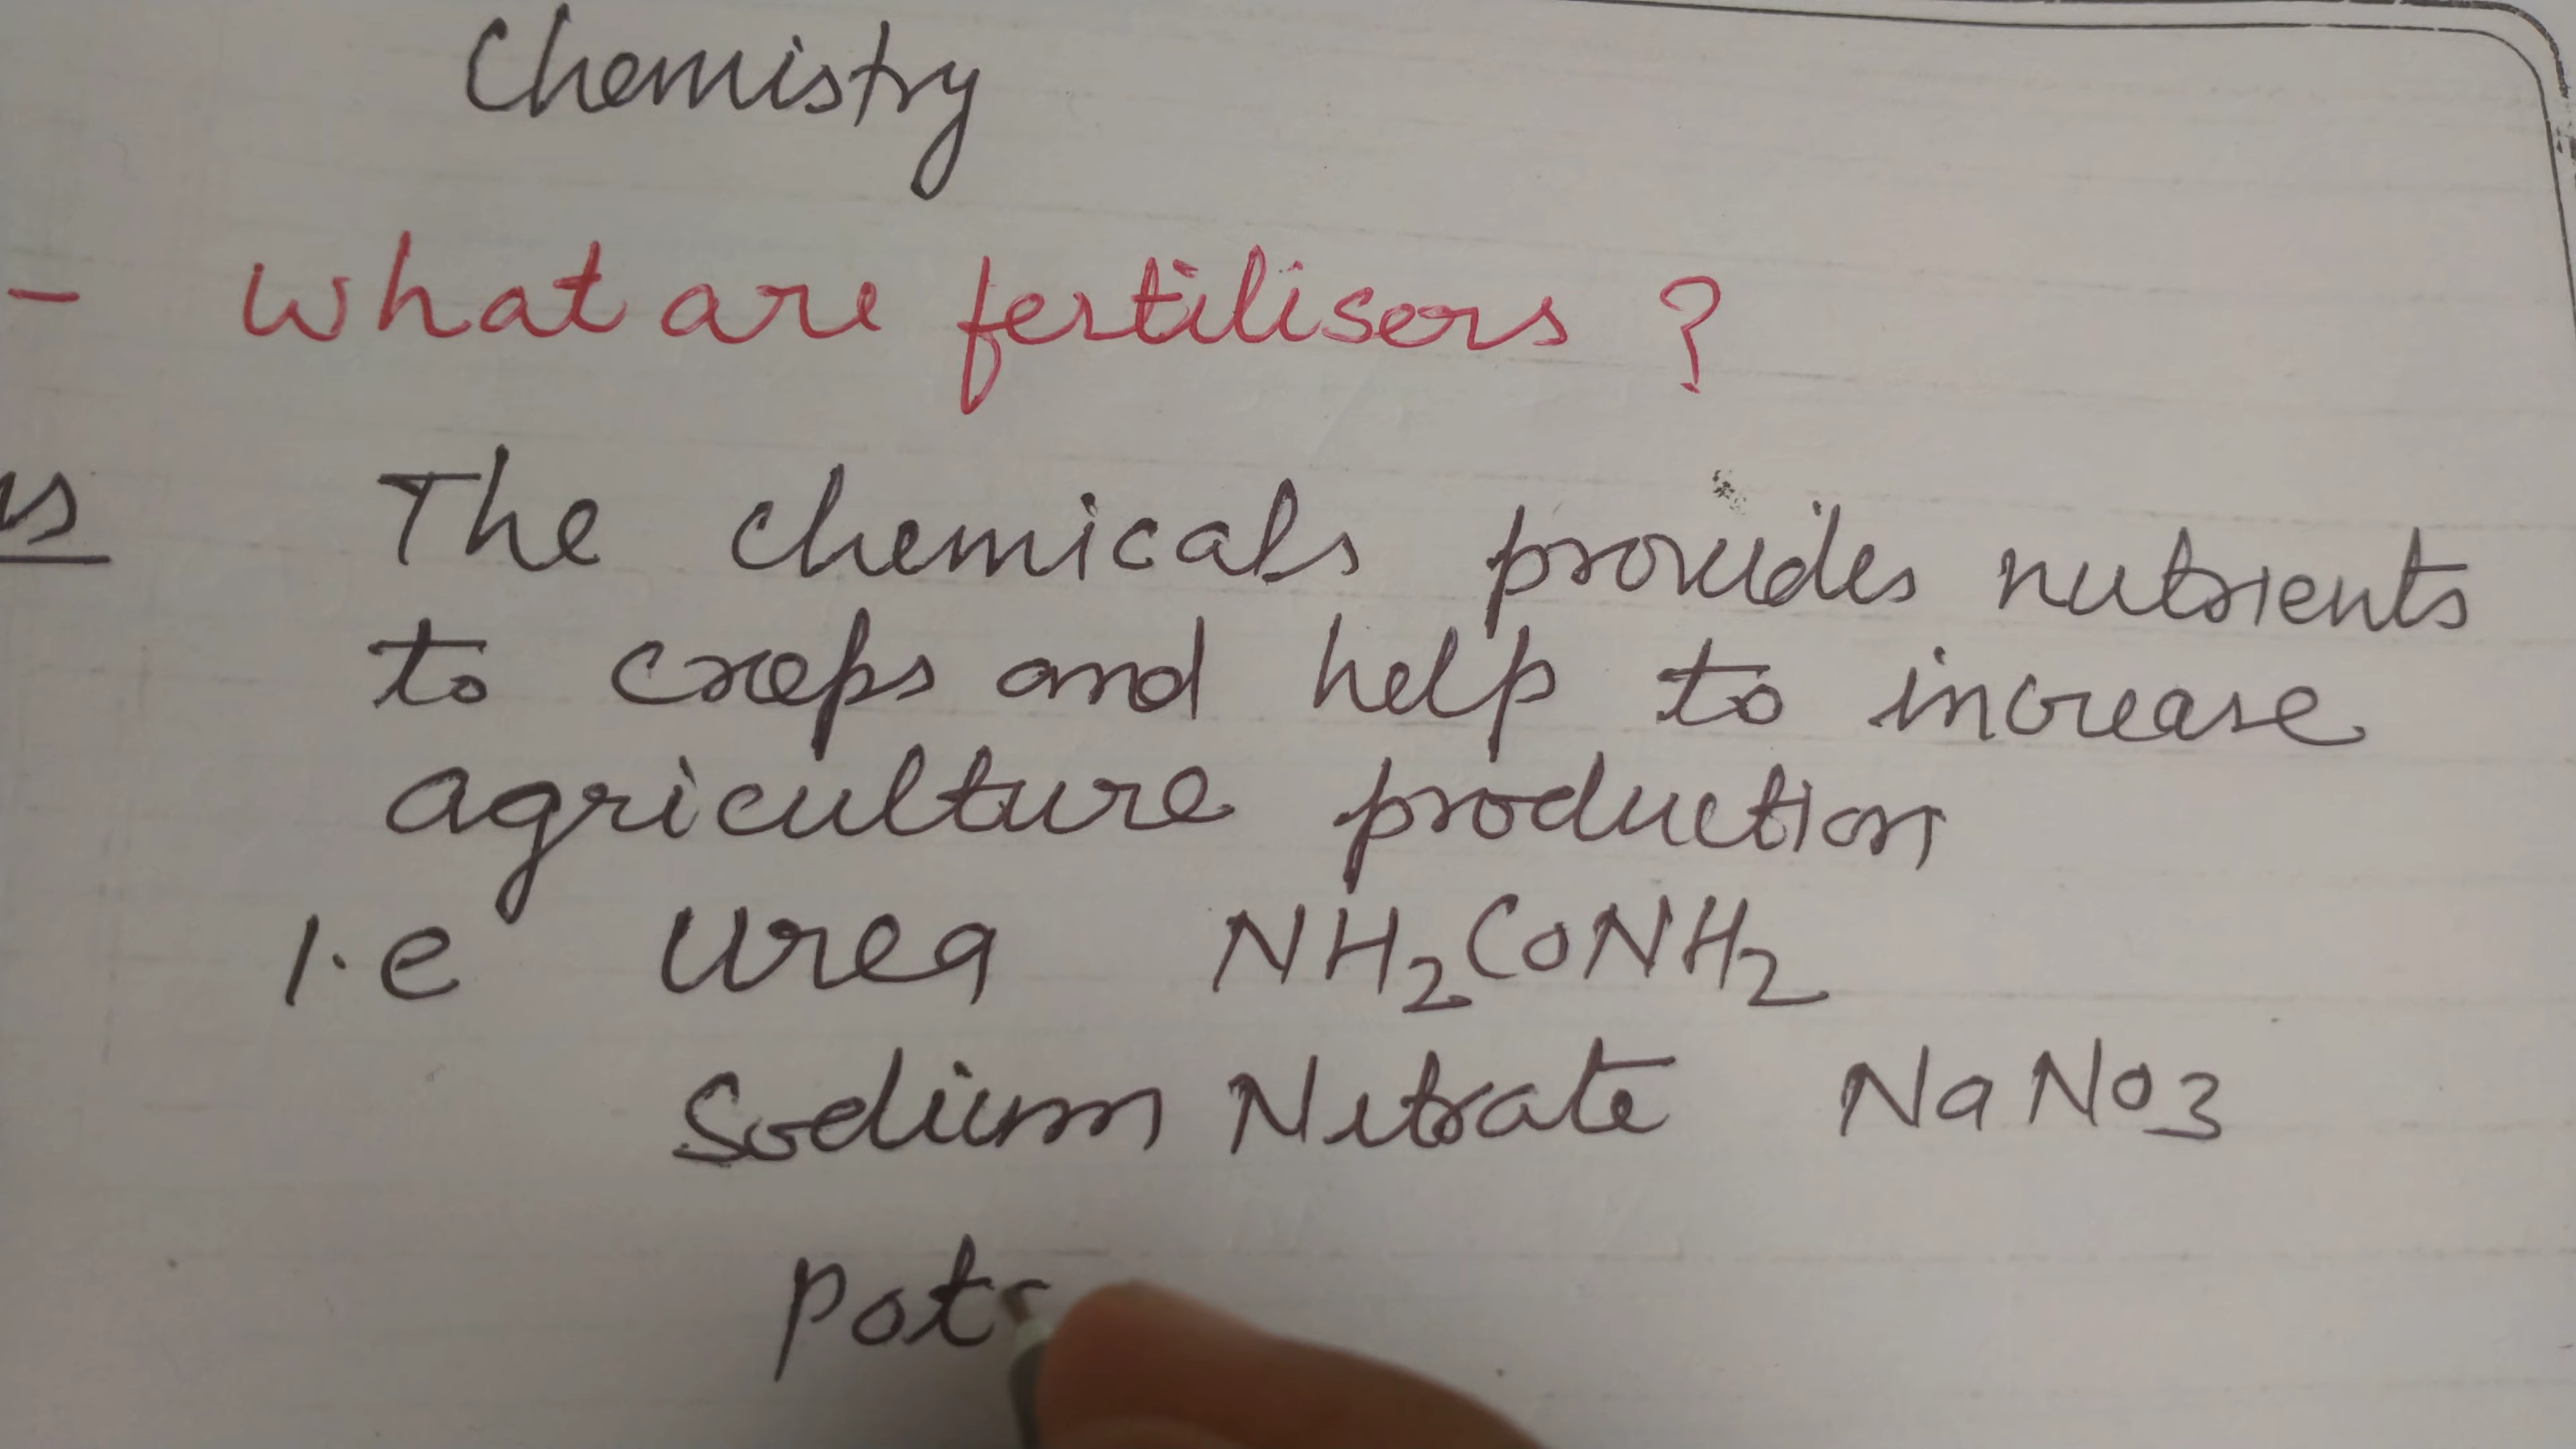 Chemistry
- What are fertilisers ?
The chemicals provides nutrients
to crops and help to increase
agriculture production
I.e Urea NH₂CONH₂
Sodium Nitrate NaNO₃
Pot